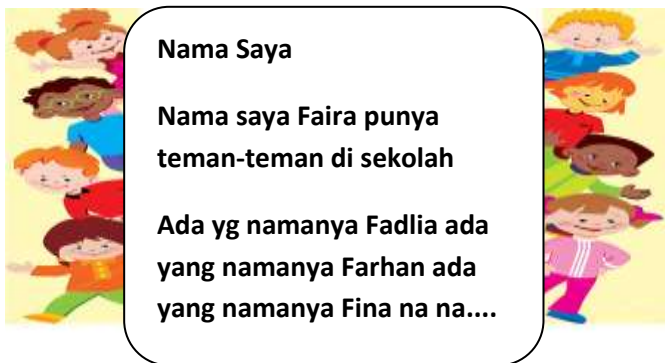 Nama Saya
Nama saya Faira punya
teman-teman di sekolah
Ada yg namanya Fadlia ada
yang namanya Farhan ada
yang namanya Fina na na....